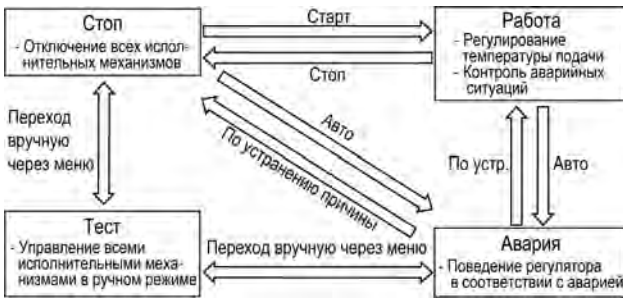 Стоп
- Отключение всех испол-
нительных механизмов
Старт
Стоп
Работа
- Регулирование
температуры подачи
- Контроль аварийных
ситуаций
Переход
вручную
через меню
Авто
По устранению причины
По устр.
Авто
Тест
- Управление всеми
исполнительными меха-
низмами в ручном режиме
Переход вручную через меню
Авария
- Поведение регулятора
в соответствии с аварией